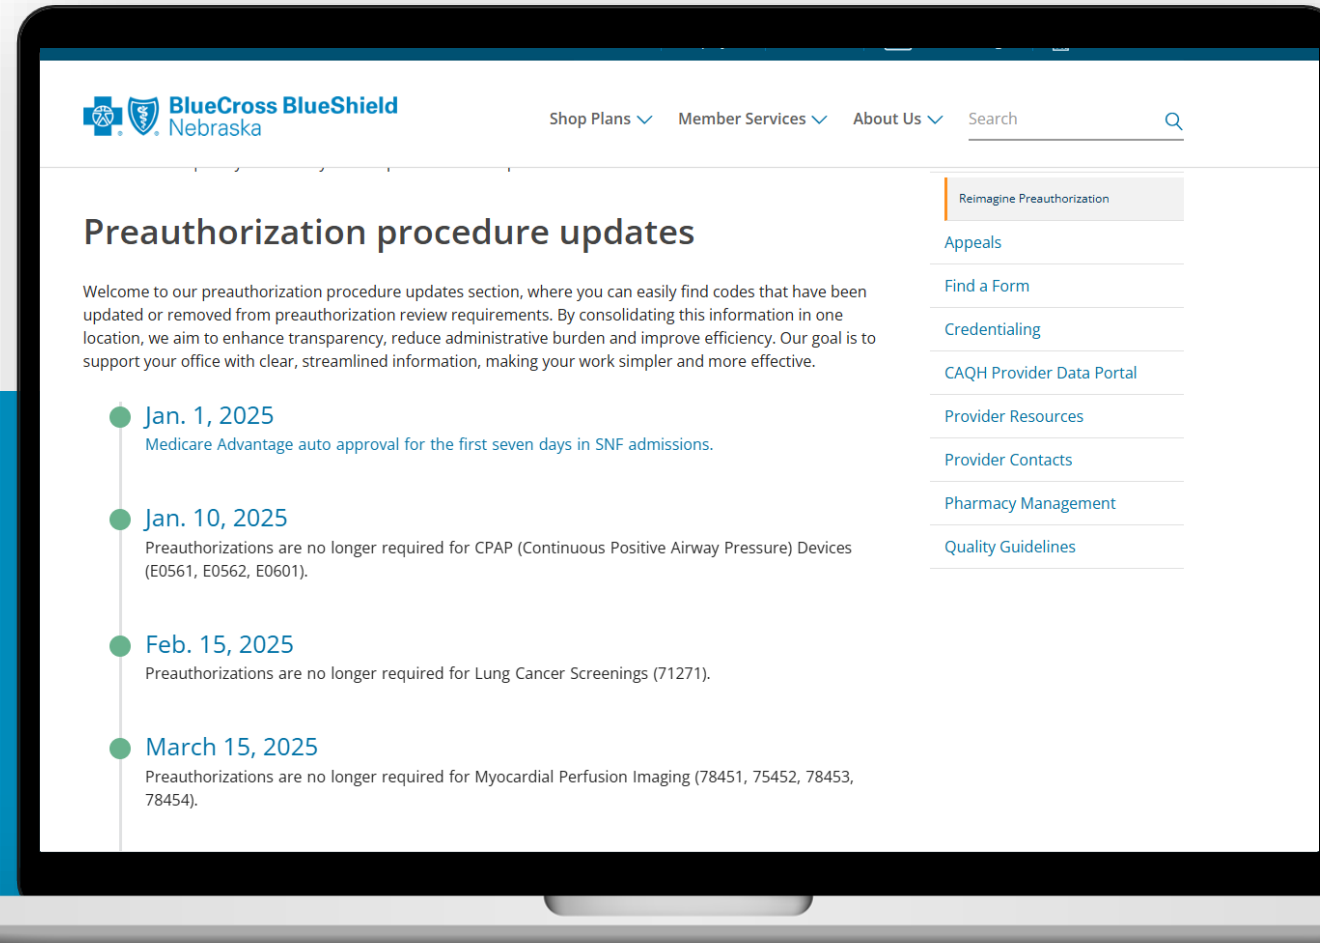 BlueCross BlueShield
Nebraska
Shop Plans
Member Services
About Us
Search
Preauthorization procedure updates
Welcome to our preauthorization procedure updates section, where you can easily find codes that have been
updated or removed from preauthorization review requirements. By consolidating this information in one
location, we aim to enhance transparency, reduce administrative burden and improve efficiency. Our goal is to
support your office with clear, streamlined information, making your work simpler and more effective.
Jan. 1, 2025
Medicare Advantage auto approval for the first seven days in SNF admissions.
Jan. 10, 2025
Preauthorizations are no longer required for CPAP (Continuous Positive Airway Pressure) Devices
(E0561, E0562, E0601).
Feb. 15, 2025
Preauthorizations are no longer required for Lung Cancer Screenings (71271).
March 15, 2025
Preauthorizations are no longer required for Myocardial Perfusion Imaging (78451, 75452, 78453,
78454).
Reimagine Preauthorization
Appeals
Find a Form
Credentialing
CAQH Provider Data Portal
Provider Resources
Provider Contacts
Pharmacy Management
Quality Guidelines